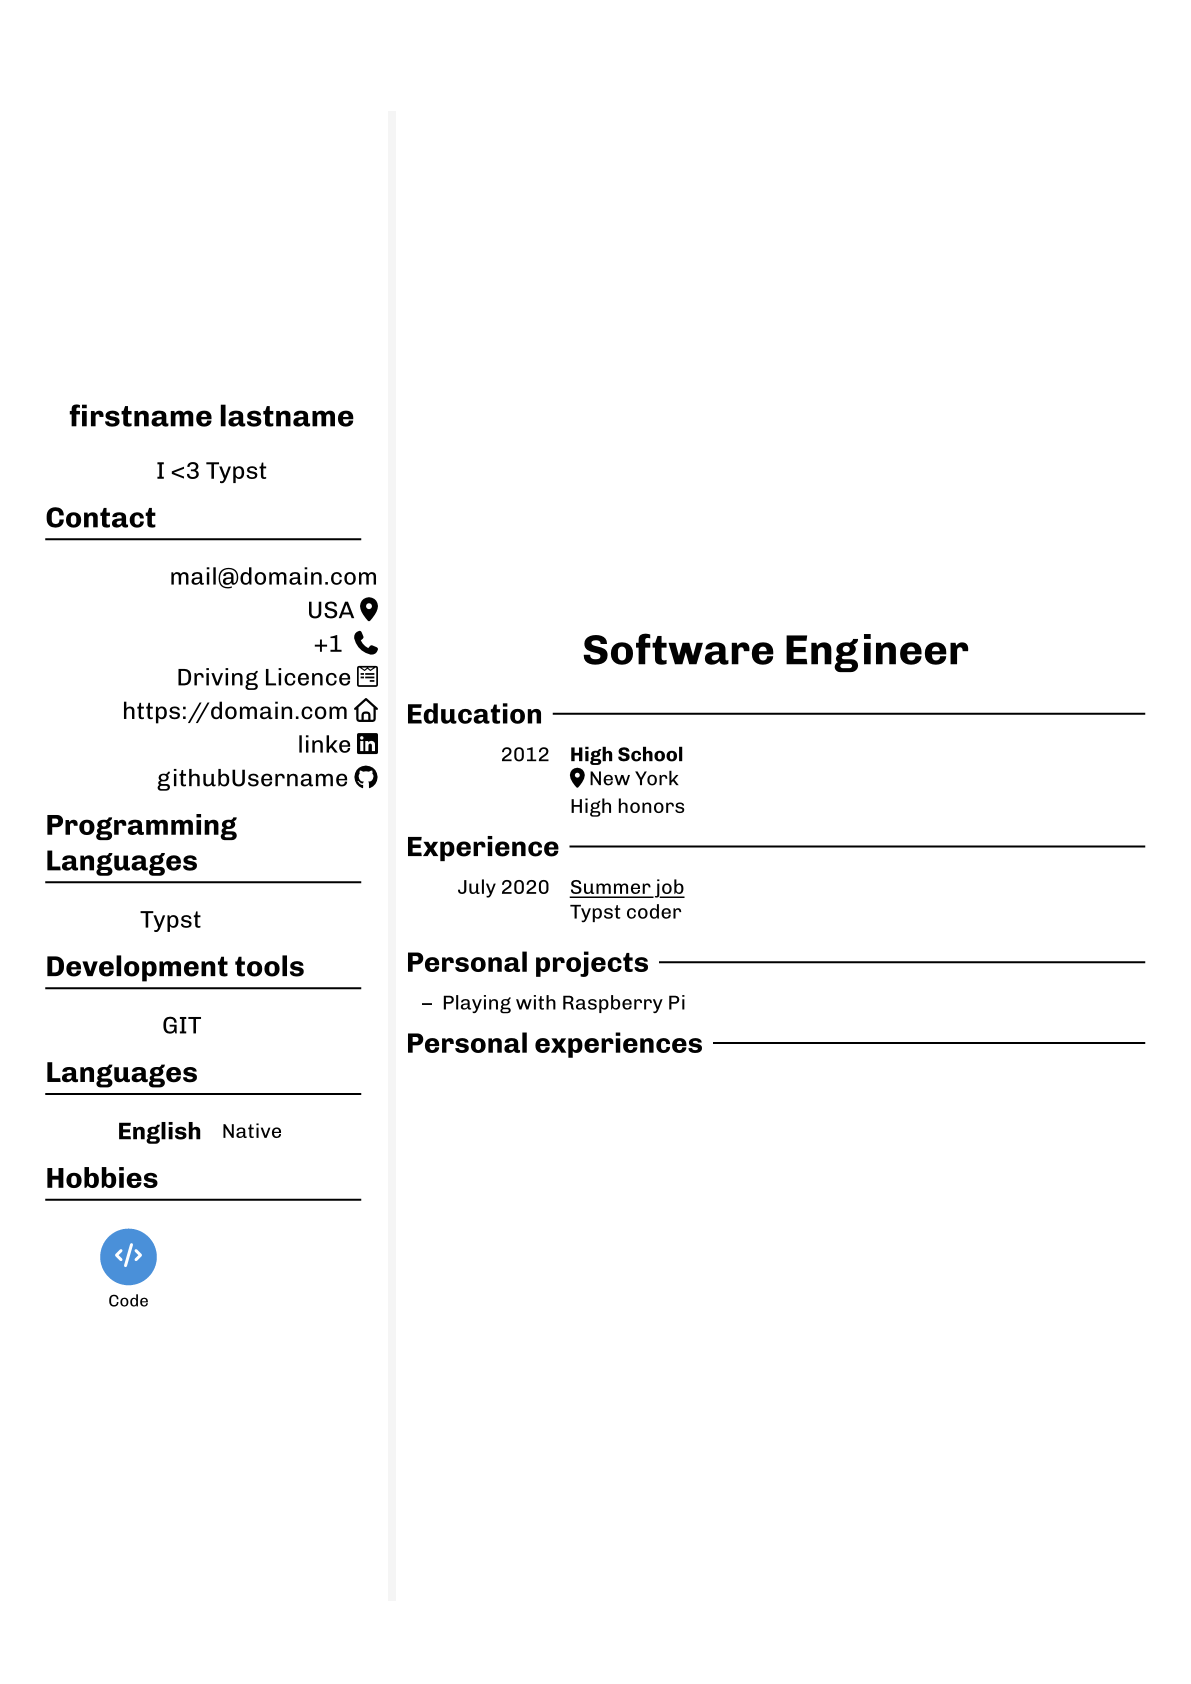 firstname lastname
I <3 Typst
Contact
mail@domain.com
USA
+1
Driving Licence
https://domain.com
linke
githubUsername
Programming
Languages
Typst
Development tools
GIT
Languages
English Native
Hobbies
Code
Software Engineer
Education
2012 High School
New York
High honors
Experience
July 2020 Summer job
Typst coder
Personal projects
– Playing with Raspberry Pi
Personal experiences